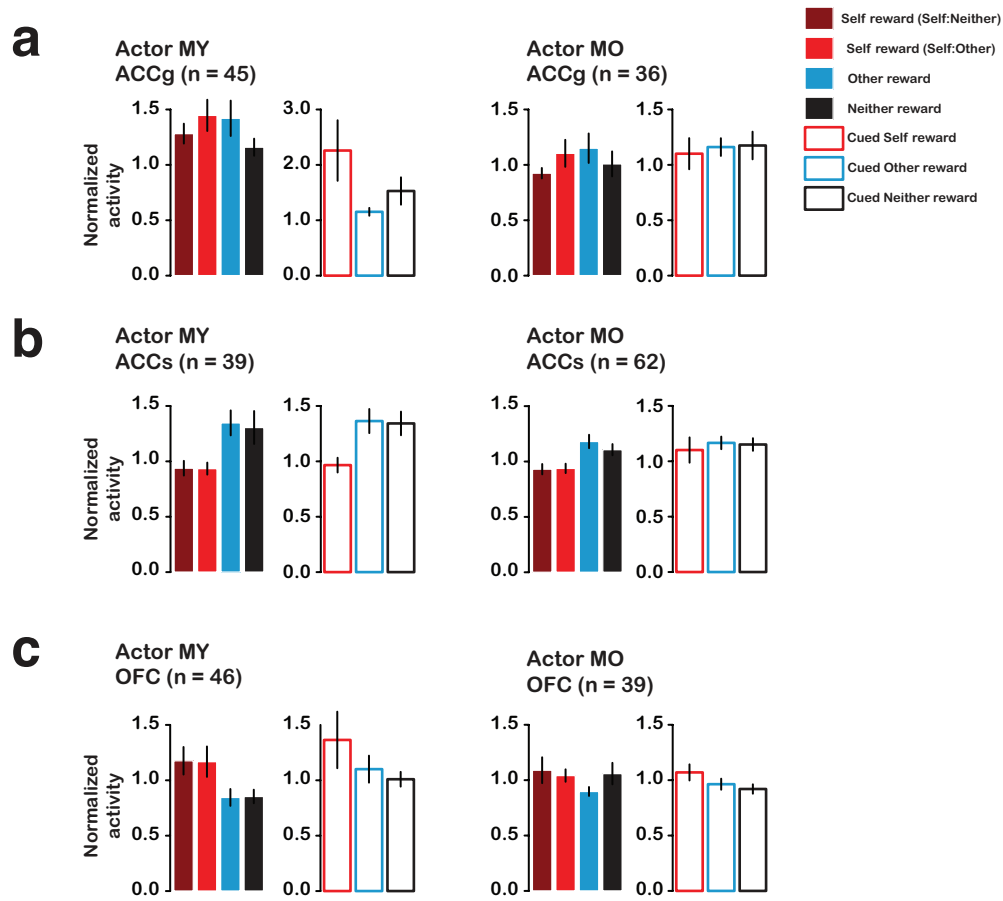 a
Actor MY
ACCg (n = 45)
Actor MO
ACCg (n = 36)
Self reward (Self:Neither)
Self reward (Self:Other)
Other reward
Neither reward
Cued Self reward
Cued Other reward
Cued Neither reward
Normalized
activity
1.5
1.0
0.5
0.0
3.0
2.0
1.0
0.0
1.5
1.0
0.5
0.0
1.5
1.0
0.5
0.0
b
Actor MY
ACCs (n = 39)
Actor MO
ACCs (n = 62)
Normalized
activity
1.5
1.0
0.5
0.0
1.5
1.0
0.5
0.0
1.5
1.0
0.5
0.0
1.5
1.0
0.5
0.0
c
Actor MY
OFC (n = 46)
Actor MO
OFC (n = 39)
Normalized
activity
1.5
1.0
0.5
0.0
1.5
1.0
0.5
0.0
1.5
1.0
0.5
0.0
1.5
1.0
0.5
0.0